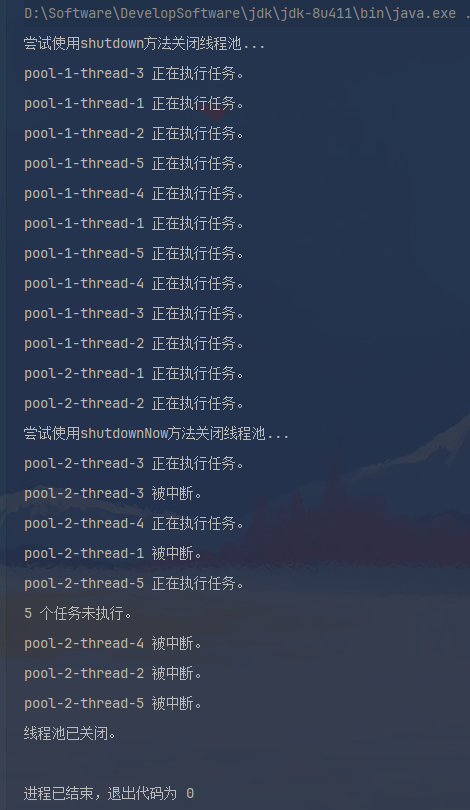 D:\Software\DevelopSoftware\jdk\jdk-8u411\bin\java.exe .
尝试使用shutdown方法关闭线程池...
pool-1-thread-3 正在执行任务。
pool-1-thread-1 正在执行任务。
pool-1-thread-2 正在执行任务。
pool-1-thread-5 正在执行任务。
pool-1-thread-4 正在执行任务。
pool-1-thread-1 正在执行任务。
pool-1-thread-5 正在执行任务。
pool-1-thread-4 正在执行任务。
pool-1-thread-3 正在执行任务。
pool-1-thread-2 正在执行任务。
pool-2-thread-1 正在执行任务。
pool-2-thread-2 正在执行任务。
尝试使用shutdownNow方法关闭线程池...
pool-2-thread-3 正在执行任务。
pool-2-thread-3 被中断。
pool-2-thread-4 正在执行任务。
pool-2-thread-1 被中断。
pool-2-thread-5 正在执行任务。
5 个任务未执行。
pool-2-thread-4 被中断。
pool-2-thread-2 被中断。
pool-2-thread-5 被中断。
线程池已关闭。
进程已结束，退出代码为 0